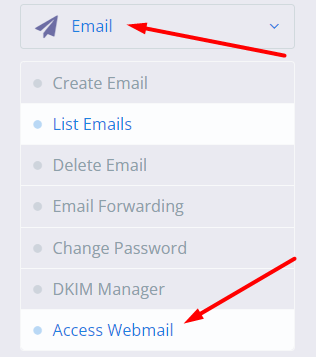 Email
Create Email
List Emails
Delete Email
Email Forwarding
Change Password
DKIM Manager
Access Webmail